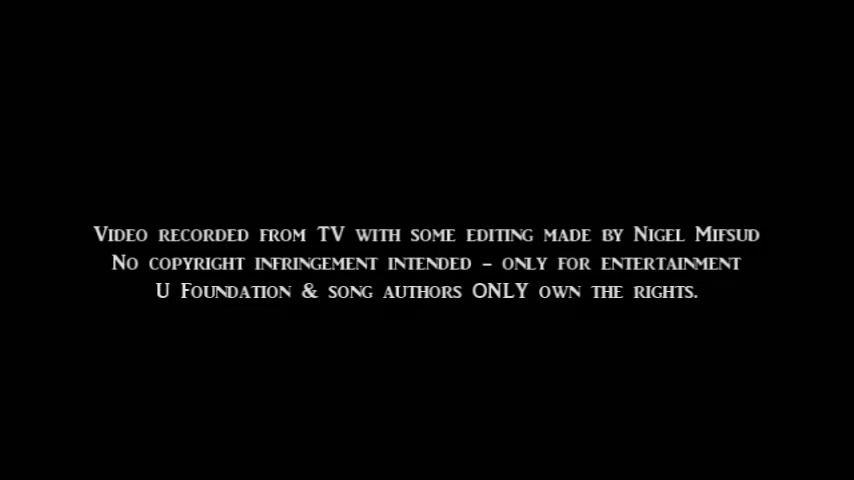 Video recorded from TV with some editing made by Nigel Mifsud
No copyright infringement intended – only for entertainment
U Foundation & song authors ONLY own the rights.